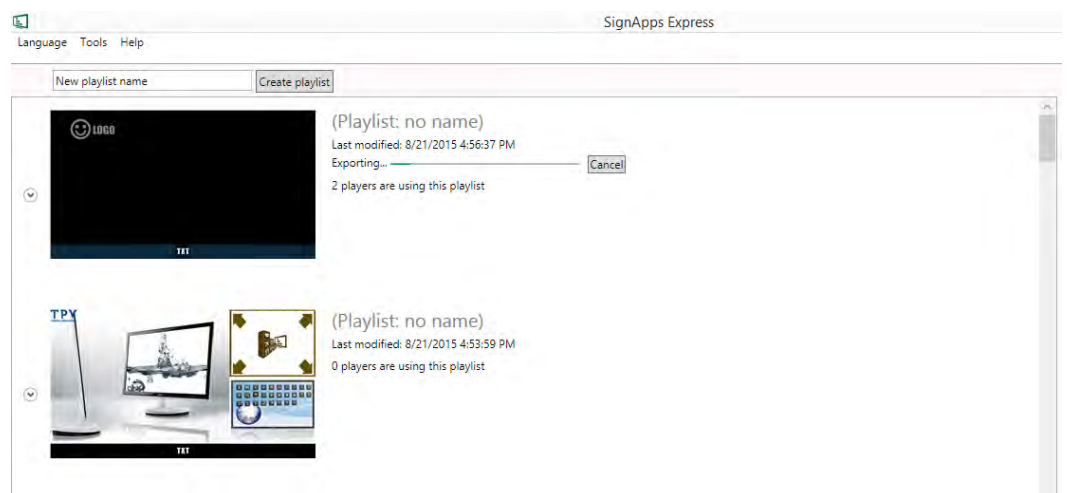 SignApps Express
Language Tools Help
New playlist name Create playlist
LOGO
(Playlist: no name)
Last modified: 8/21/2015 4:56:37 PM
Exporting... Cancel
2 players are using this playlist
TXT
TPV
(Playlist: no name)
Last modified: 8/21/2015 4:53:59 PM
0 players are using this playlist
TXT